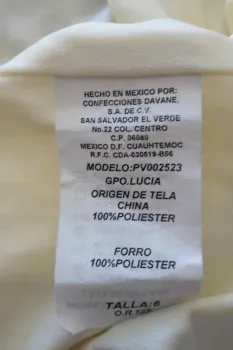 HECHO EN MEXICO POR:
CONFECCIONES DAVANE,
S.A. DE C.V.
SAN SALVADOR EL VERDE
No.22 COL. CENTRO
C.P. 06080
MEXICO D.F. CUAUHTEMOC
R.F.C. CDA-030519-B56
MODELO:PV002523
GPO.LUCIA
ORIGEN DE TELA
CHINA
100%POLIESTER
FORRO
100%POLIESTER
TALLA:6